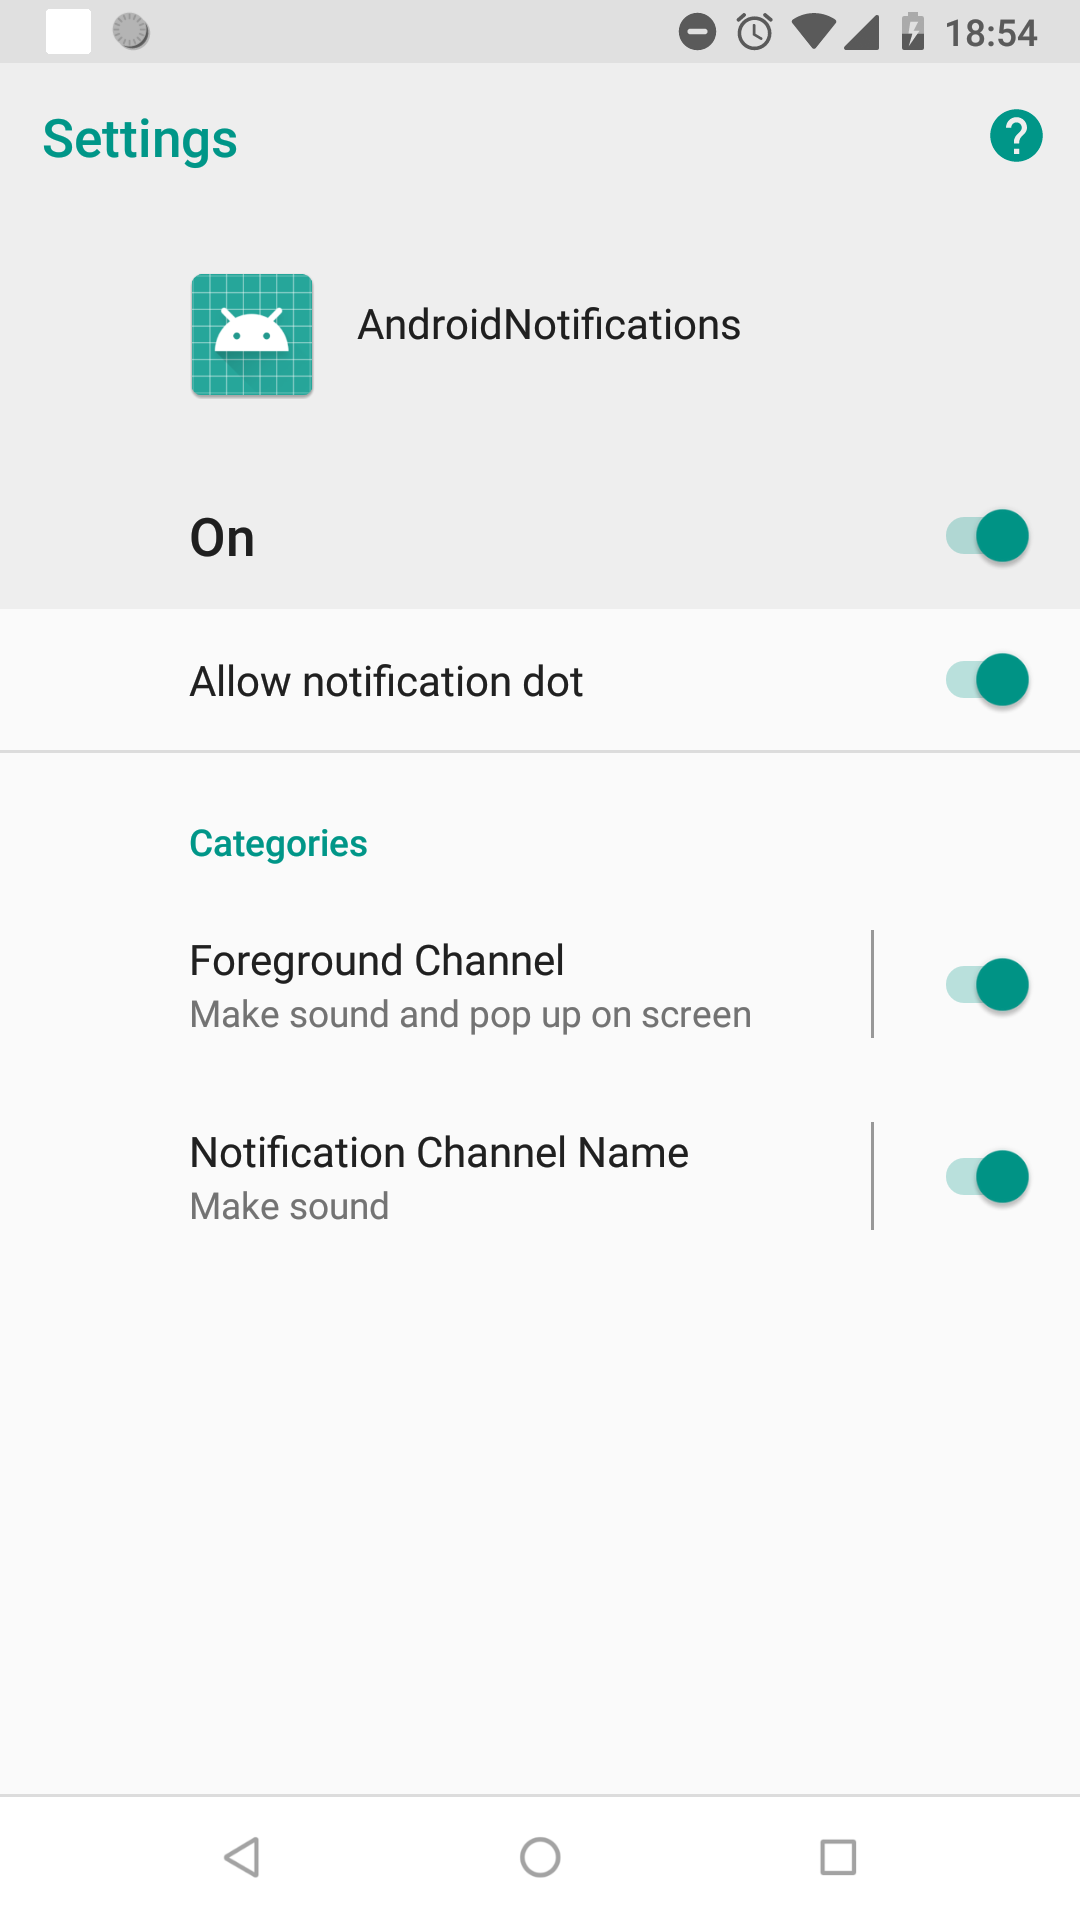 18:54
Settings
?
AndroidNotifications
On
Allow notification dot
Categories
Foreground Channel
Make sound and pop up on screen
Notification Channel Name
Make sound